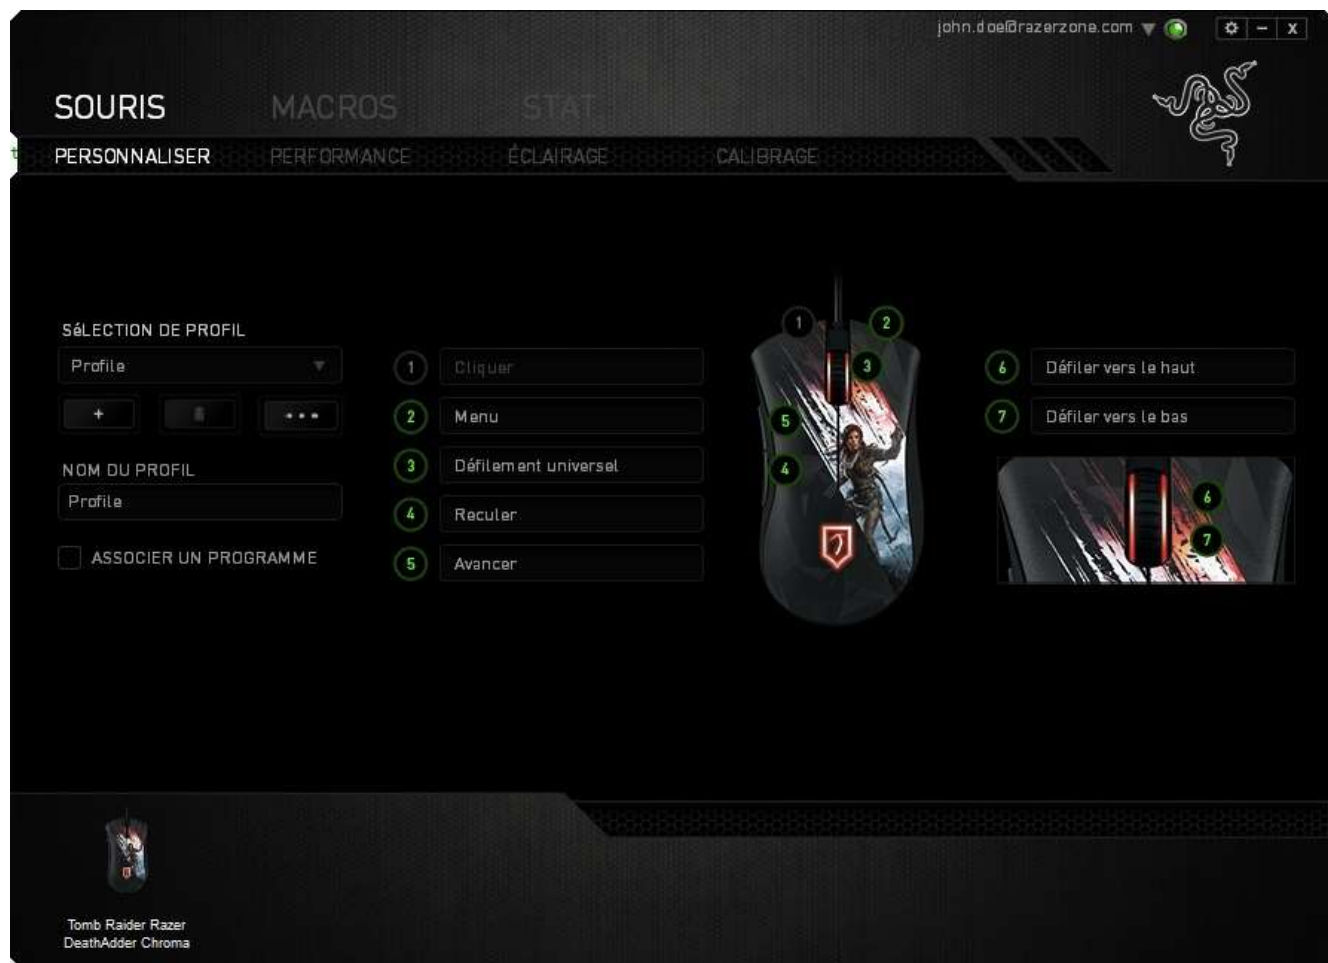 john.doe@razerzone.com
SOURIS MACROS STAT
PERSONNALISER PERFORMANCE ÉCLAIRAGE CALIBRAGE
SéLECTION DE PROFIL
Profile
NOM DU PROFIL
Profile
ASSOCIER UN PROGRAMME
1 Cliquer
2 Menu
3 Défilement universel
4 Reculer
5 Avancer
1
2
3
5
4
6 Défiler vers le haut
7 Défiler vers le bas
6
7
Tomb Raider Razer
DeathAdder Chroma